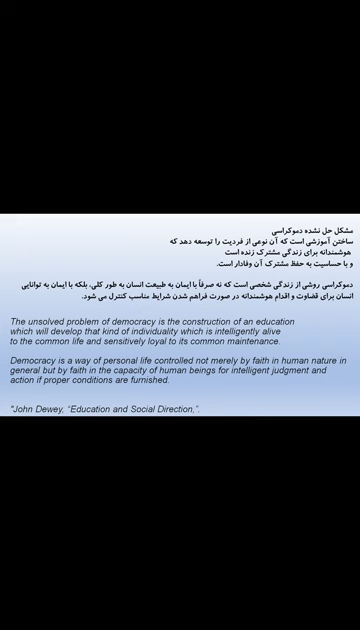 مشکل حل نشده دموکراسی
ساختن آموزشی است که آن نوعی از فردیت را توسعه دهد که
هوشمندانه برای زندگی مشترک زنده است
و با حساسیت به حفظ مشترک آن وفادار است.
دموکراسی روشی از زندگی شخصی است که نه صرفاً با ایمان به طبیعت انسان به طور کلی، بلکه با ایمان به توانایی
انسان برای قضاوت و اقدام هوشمندانه در صورت فراهم شدن شرایط مناسب کنترل می شود.
The unsolved problem of democracy is the construction of an education
which will develop that kind of individuality which is intelligently alive
to the common life and sensitively loyal to its common maintenance.
Democracy is a way of personal life controlled not merely by faith in human nature in
general but by faith in the capacity of human beings for intelligent judgment and
action if proper conditions are furnished.
"John Dewey, “Education and Social Direction,”.